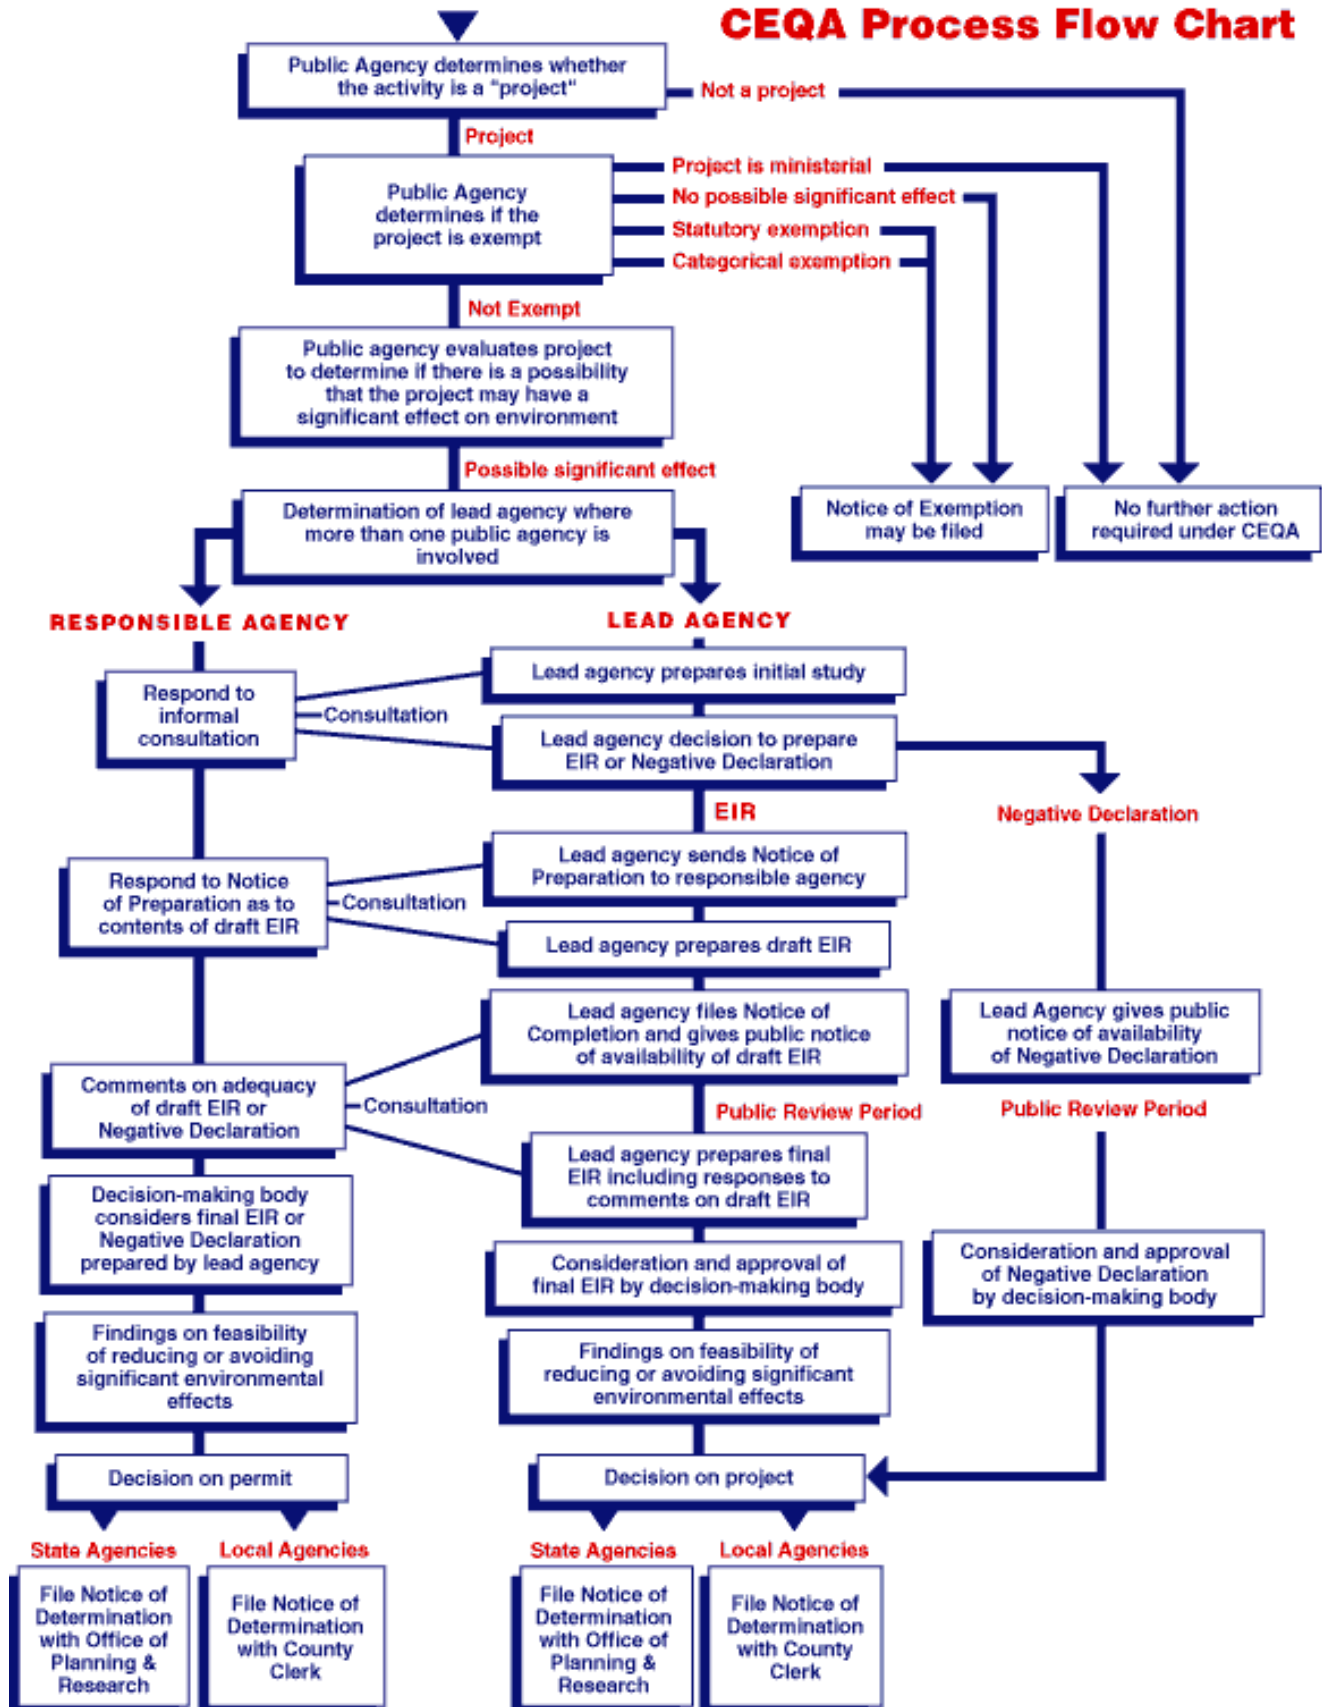 CEQA Process Flow Chart
Public Agency determines whether
the activity is a "project"
Not a project
Project
Public Agency
determines if the
project is exempt
Project is ministerial
No possible significant effect
Statutory exemption
Categorical exemption
Not Exempt
Public agency evaluates project
to determine if there is a possibility
that the project may have a
significant effect on environment
Possible significant effect
Notice of Exemption
may be filed
No further action
required under CEQA
Determination of lead agency where
more than one public agency is
involved
RESPONSIBLE AGENCY
LEAD AGENCY
Respond to
informal
consultation
Consultation
Lead agency prepares initial study
Lead agency decision to prepare
EIR or Negative Declaration
EIR
Negative Declaration
Respond to Notice
of Preparation as to
contents of draft EIR
Consultation
Lead agency sends Notice of
Preparation to responsible agency
Lead agency prepares draft EIR
Lead agency files Notice of
Completion and gives public notice
of availability of draft EIR
Lead Agency gives public
notice of availability
of Negative Declaration
Comments on adequacy
of draft EIR or
Negative Declaration
Consultation
Public Review Period
Public Review Period
Lead agency prepares final
EIR including responses to
comments on draft EIR
Decision-making body
considers final EIR or
Negative Declaration
prepared by lead agency
Consideration and approval of
final EIR by decision-making body
Consideration and approval
of Negative Declaration
by decision-making body
Findings on feasibility
of reducing or avoiding
significant environmental
effects
Findings on feasibility of
reducing or avoiding significant
environmental effects
Decision on permit
Decision on project
State Agencies
Local Agencies
State Agencies
Local Agencies
File Notice of
Determination
with Office of
Planning &
Research
File Notice of
Determination
with County
Clerk
File Notice of
Determination
with Office of
Planning &
Research
File Notice of
Determination
with County
Clerk